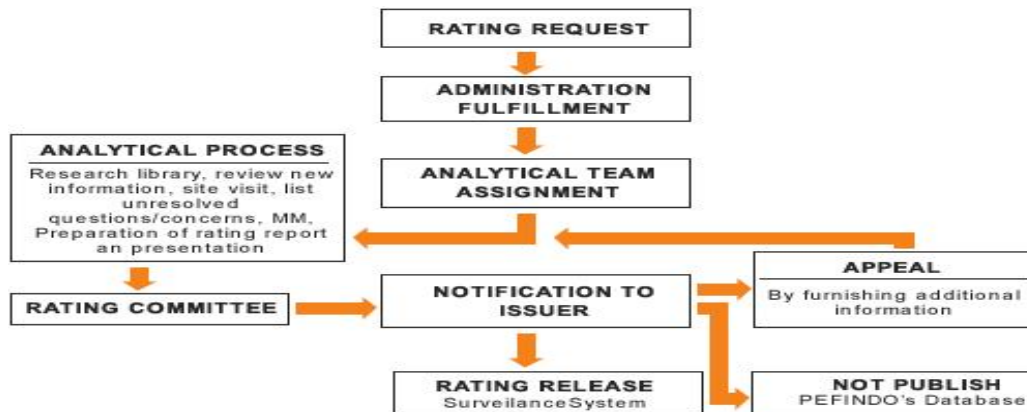 RATING REQUEST
ADMINISTRATION
FULFILLMENT
ANALYTICAL TEAM
ASSIGNMENT
ANALYTICAL PROCESS
Research library, review new
information, site visit, list
unresolved
questions/concerns, MM,
Preparation of rating report
an presentation
RATING COMMITTEE
NOTIFICATION TO
ISSUER
APPEAL
By furnishing additional
information
RATING RELEASE
SurveilanceSystem
NOT PUBLISH
PEFINDO's Database